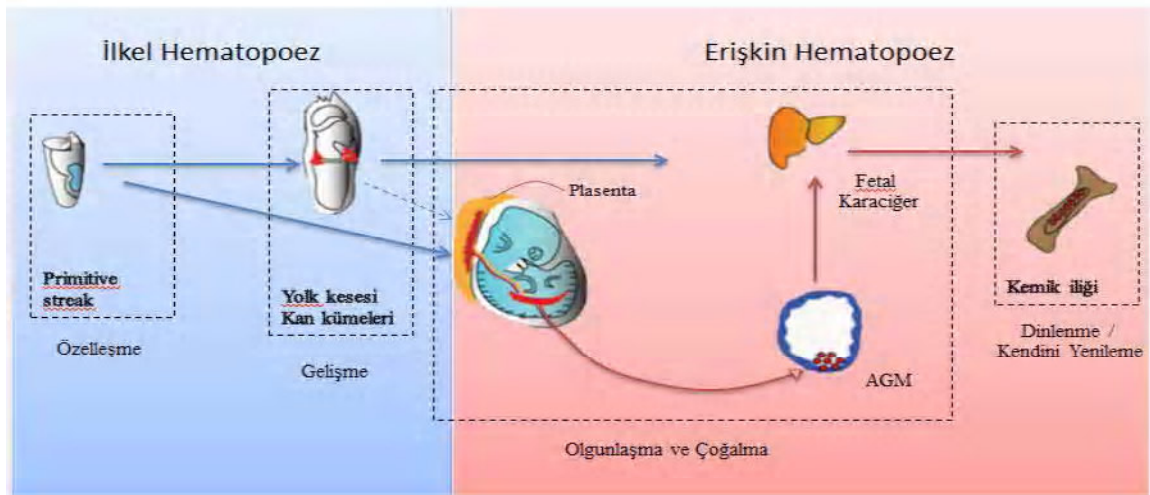 İlkel Hematopoez
Erişkin Hematopoez
Primitive
streak
Özelleşme
Yolk kesesi
Kan kümeleri
Gelişme
Plasenta
Fetal
Karaciğer
AGM
Olgunlaşma ve Çoğalma
Kemik iliği
Dinlenme /
Kendini Yenileme